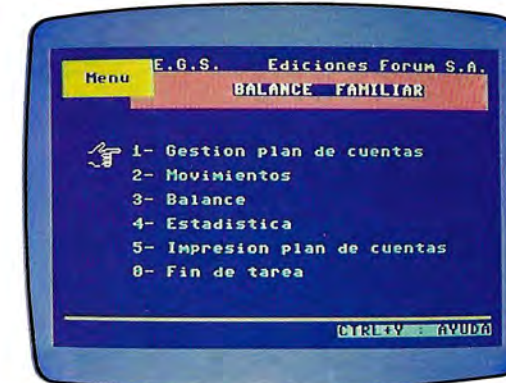 E.G.S. Ediciones Forum S.A.
Menu
BALANCE FAMILIAR
1- Gestion plan de cuentas
2- Movimientos
3- Balance
4- Estadistica
5- Impresion plan de cuentas
0- Fin de tarea
CTRL+Y : AYUDA